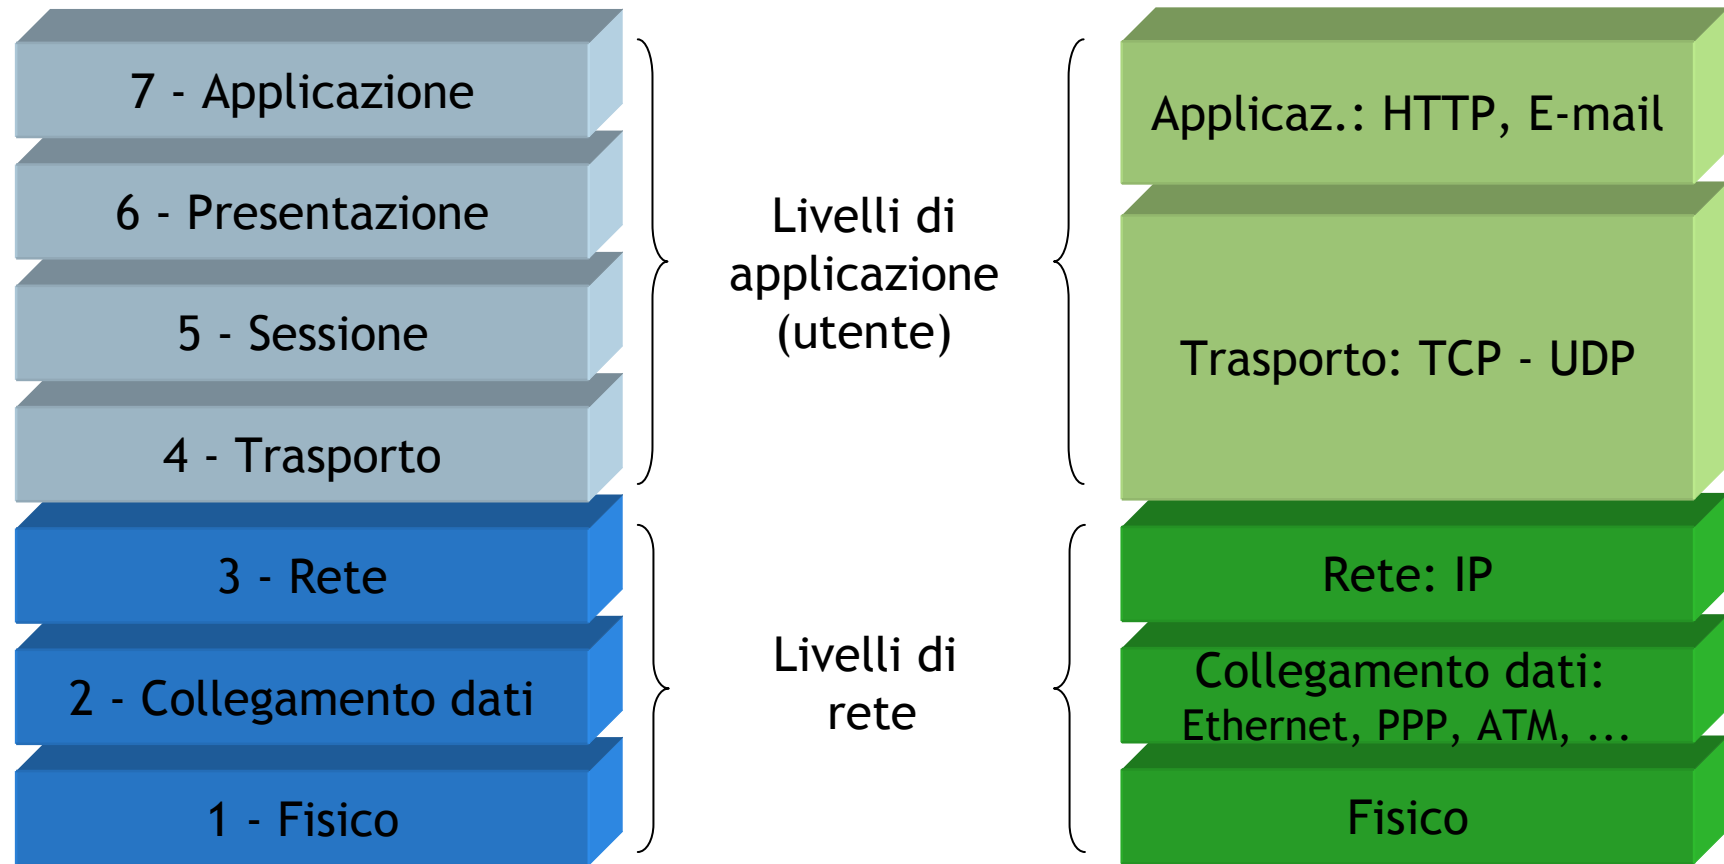 7 - Applicazione
6 - Presentazione
5 - Sessione
4 - Trasporto
3 - Rete
2 - Collegamento dati
1 - Fisico
Livelli di
applicazione
(utente)
Livelli di
rete
Applicaz.: HTTP, E-mail
Trasporto: TCP - UDP
Rete: IP
Collegamento dati:
Ethernet, PPP, ATM, ...
Fisico